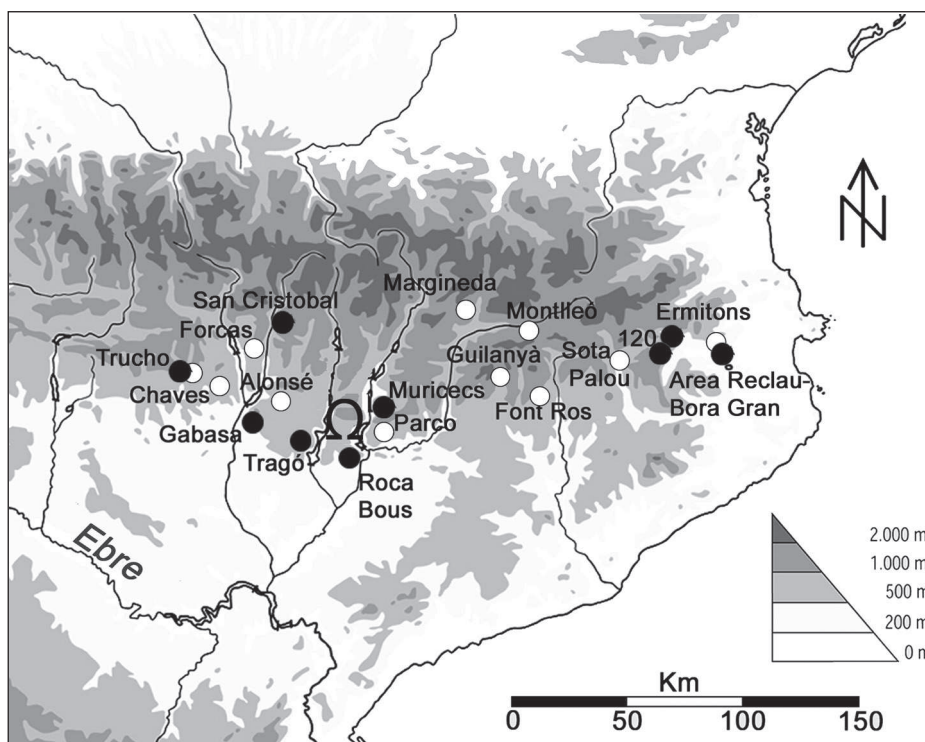 N
Margineda
San Cristobal
Montlleó
Ermitons
Forcas
120
Trucho
Guilanyà
Sota
Palou
Chaves
Alonsé
Muricecs
Area Reclau-
Bora Gran
Font Ros
Gabasa
Ω
Parco
Tragó
Roca
Bous
Ebre
2.000 m
1.000 m
500 m
200 m
0 m
Km
0 50 100 150